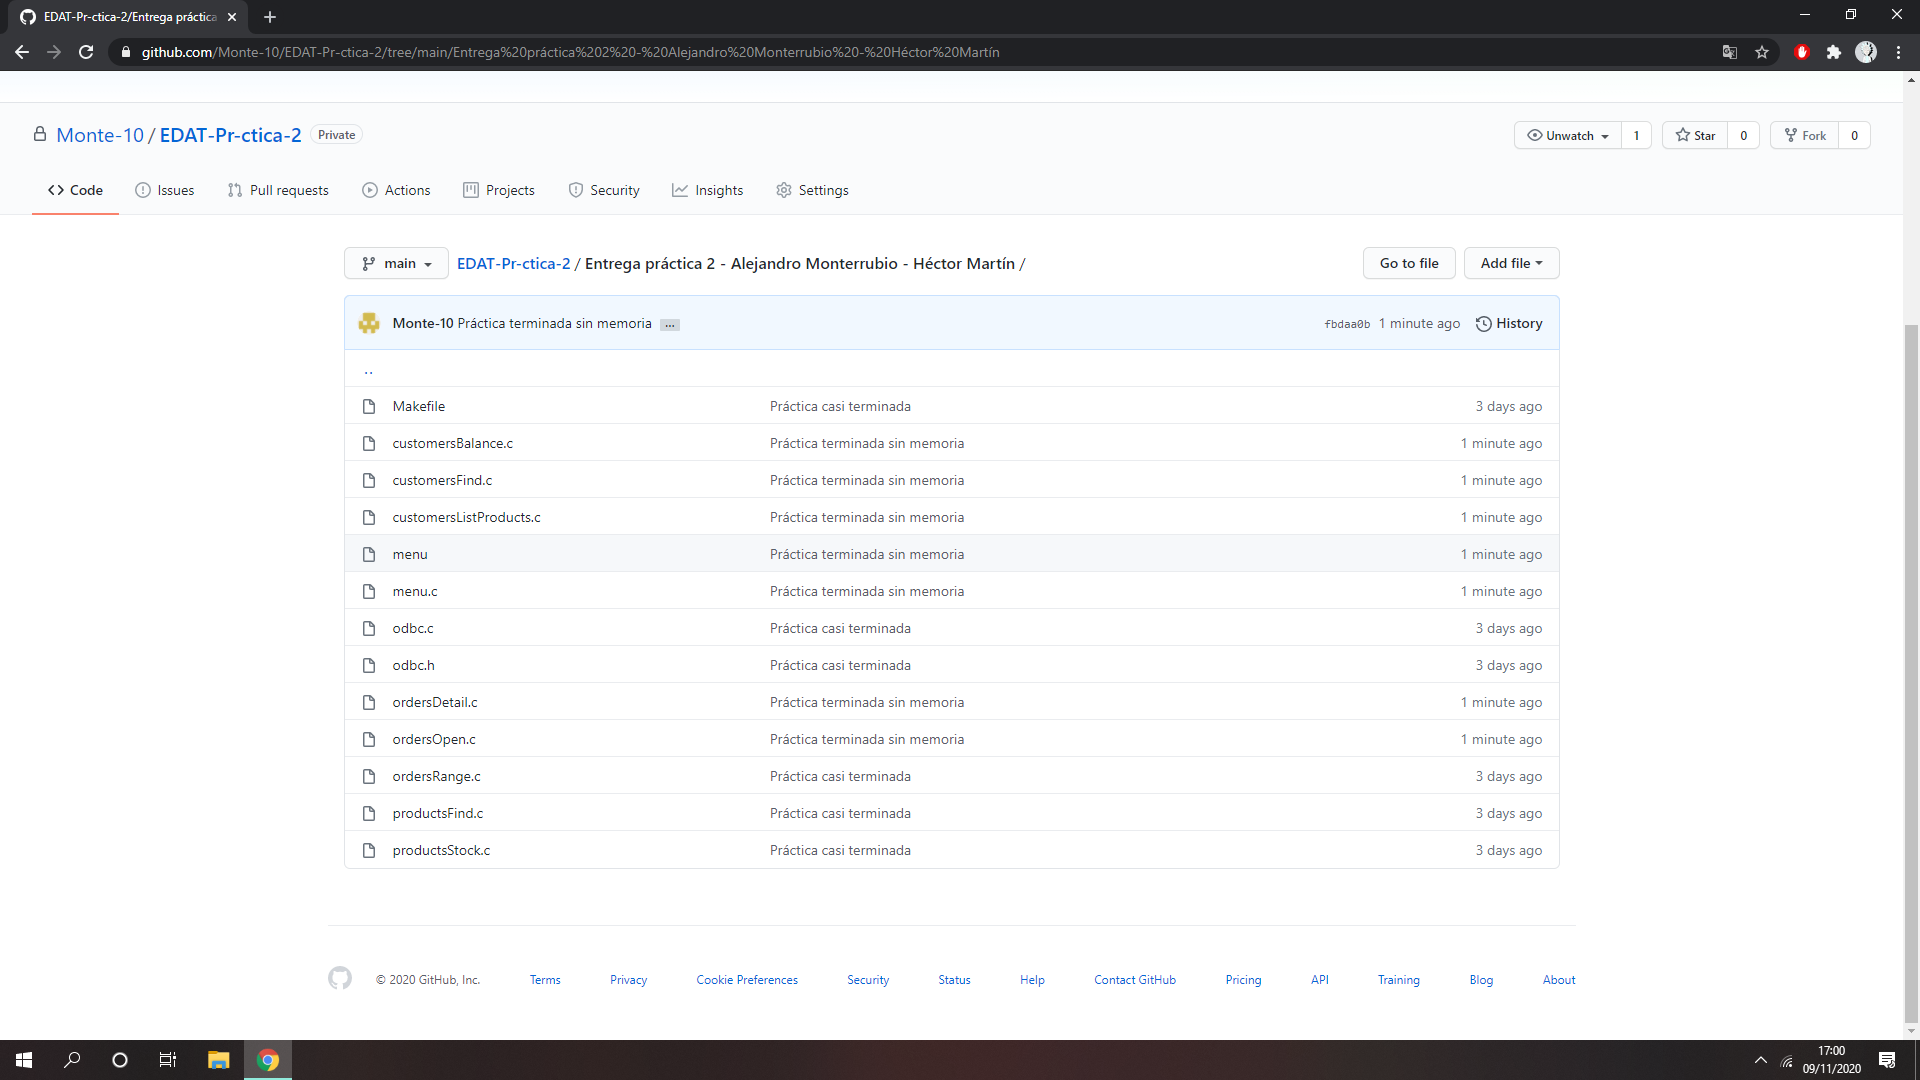 EDAT-Pr-ctica-2/Entrega práctica
github.com/Monte-10/EDAT-Pr-ctica-2/tree/main/Entrega%20práctica%202%20-%20Alejandro%20Monterrubio%20-%20Héctor%20Martín
Monte-10 / EDAT-Pr-ctica-2 Private
Unwatch 1 Star 0 Fork 0
Code Issues Pull requests Actions Projects Security Insights Settings
main EDAT-Pr-ctica-2 / Entrega práctica 2 - Alejandro Monterrubio - Héctor Martín / Go to file Add file
Monte-10 Práctica terminada sin memoria ... fbdaa0b 1 minute ago History
..
Makefile Práctica casi terminada 3 days ago
customersBalance.c Práctica terminada sin memoria 1 minute ago
customersFind.c Práctica terminada sin memoria 1 minute ago
customersListProducts.c Práctica terminada sin memoria 1 minute ago
menu Práctica terminada sin memoria 1 minute ago
menu.c Práctica terminada sin memoria 1 minute ago
odbc.c Práctica casi terminada 3 days ago
odbc.h Práctica casi terminada 3 days ago
ordersDetail.c Práctica terminada sin memoria 1 minute ago
ordersOpen.c Práctica terminada sin memoria 1 minute ago
ordersRange.c Práctica casi terminada 3 days ago
productsFind.c Práctica casi terminada 3 days ago
productsStock.c Práctica casi terminada 3 days ago
© 2020 GitHub, Inc. Terms Privacy Cookie Preferences Security Status Help Contact GitHub Pricing API Training Blog About
17:00
09/11/2020